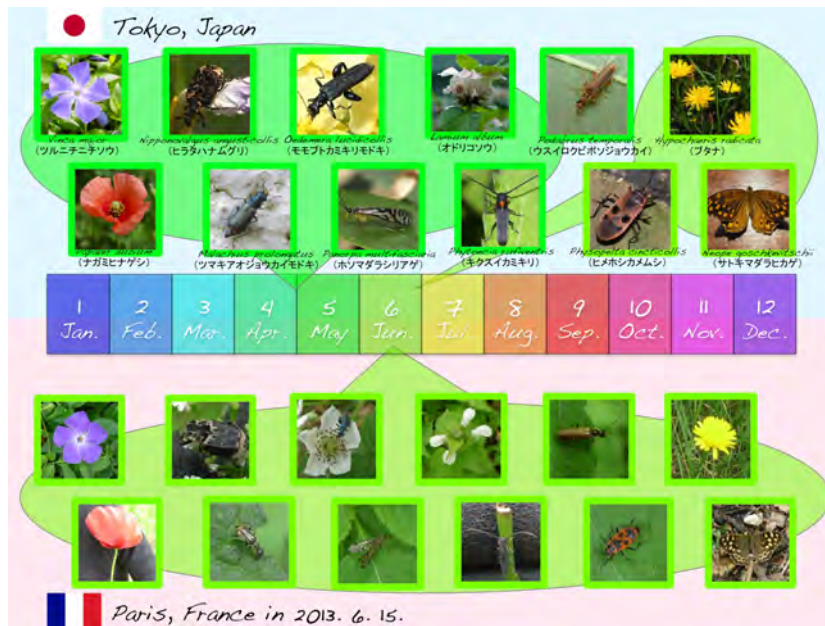 Tokyo, Japan
Vinca major
(ツルニチニチソウ)
Nipponovalgus angusticollis
(ヒラタハナムグリ)
Oedemera lucidicollis
(モモブトカミキリモドキ)
Lamium album
(オドリコソウ)
Podabrus temporalis
(ウスイロクビボソジョウカイ)
Hypochaeris radicata
(ブタナ)
Papaver dubium
(ナガミヒナゲシ)
Malachius prolongatus
(ツマキアオジョウカイモドキ)
Panorpa multifasciaria
(ホソマダラシリアゲ)
Phytoecia rufiventris
(キクスイカミキリ)
Physopelta cincticollis
(ヒメホシカメムシ)
Neope goschkevitschii
(サトキマダラヒカゲ)
1 2 3 4 5 6 7 8 9 10 11 12
Jan. Feb. Mar. Apr. May Jun. Jul. Aug. Sep. Oct. Nov. Dec.
Paris, France in 2013. 6. 15.